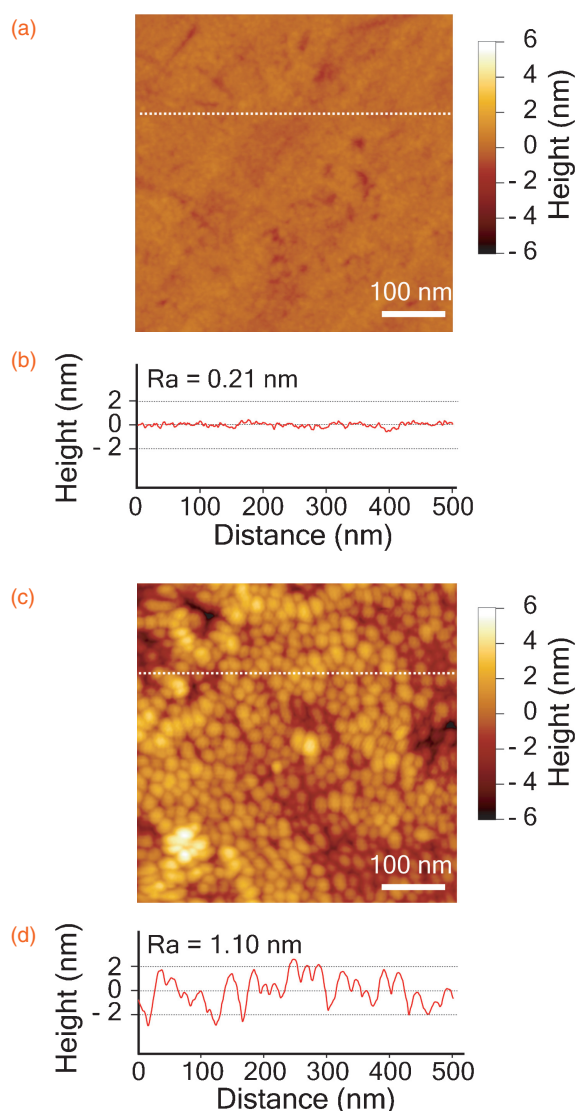 (a)
6
4
2
0
- 2
- 4
- 6
Height (nm)
100 nm
(b)
Ra = 0.21 nm
2
0
- 2
Height (nm)
0 100 200 300 400 500
Distance (nm)
(c)
6
4
2
0
- 2
- 4
- 6
Height (nm)
100 nm
(d)
Ra = 1.10 nm
2
0
- 2
Height (nm)
0 100 200 300 400 500
Distance (nm)